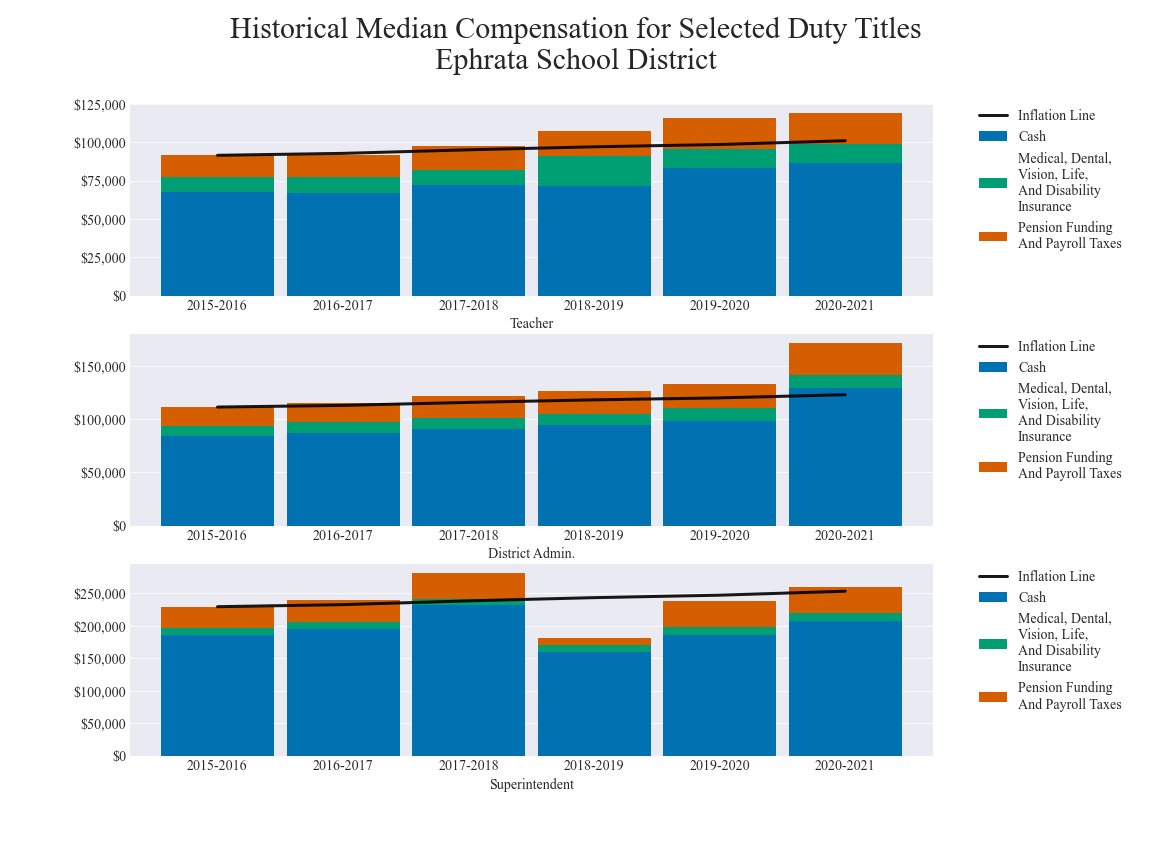 Historical Median Compensation for Selected Duty Titles
Ephrata School District
$125,000
$100,000
$75,000
$50,000
$25,000
$0
2015-2016 2016-2017 2017-2018 2018-2019 2019-2020 2020-2021
Teacher
Inflation Line
Cash
Medical, Dental,
Vision, Life,
And Disability
Insurance
Pension Funding
And Payroll Taxes
$150,000
$100,000
$50,000
$0
2015-2016 2016-2017 2017-2018 2018-2019 2019-2020 2020-2021
District Admin.
Inflation Line
Cash
Medical, Dental,
Vision, Life,
And Disability
Insurance
Pension Funding
And Payroll Taxes
$250,000
$200,000
$150,000
$100,000
$50,000
$0
2015-2016 2016-2017 2017-2018 2018-2019 2019-2020 2020-2021
Superintendent
Inflation Line
Cash
Medical, Dental,
Vision, Life,
And Disability
Insurance
Pension Funding
And Payroll Taxes